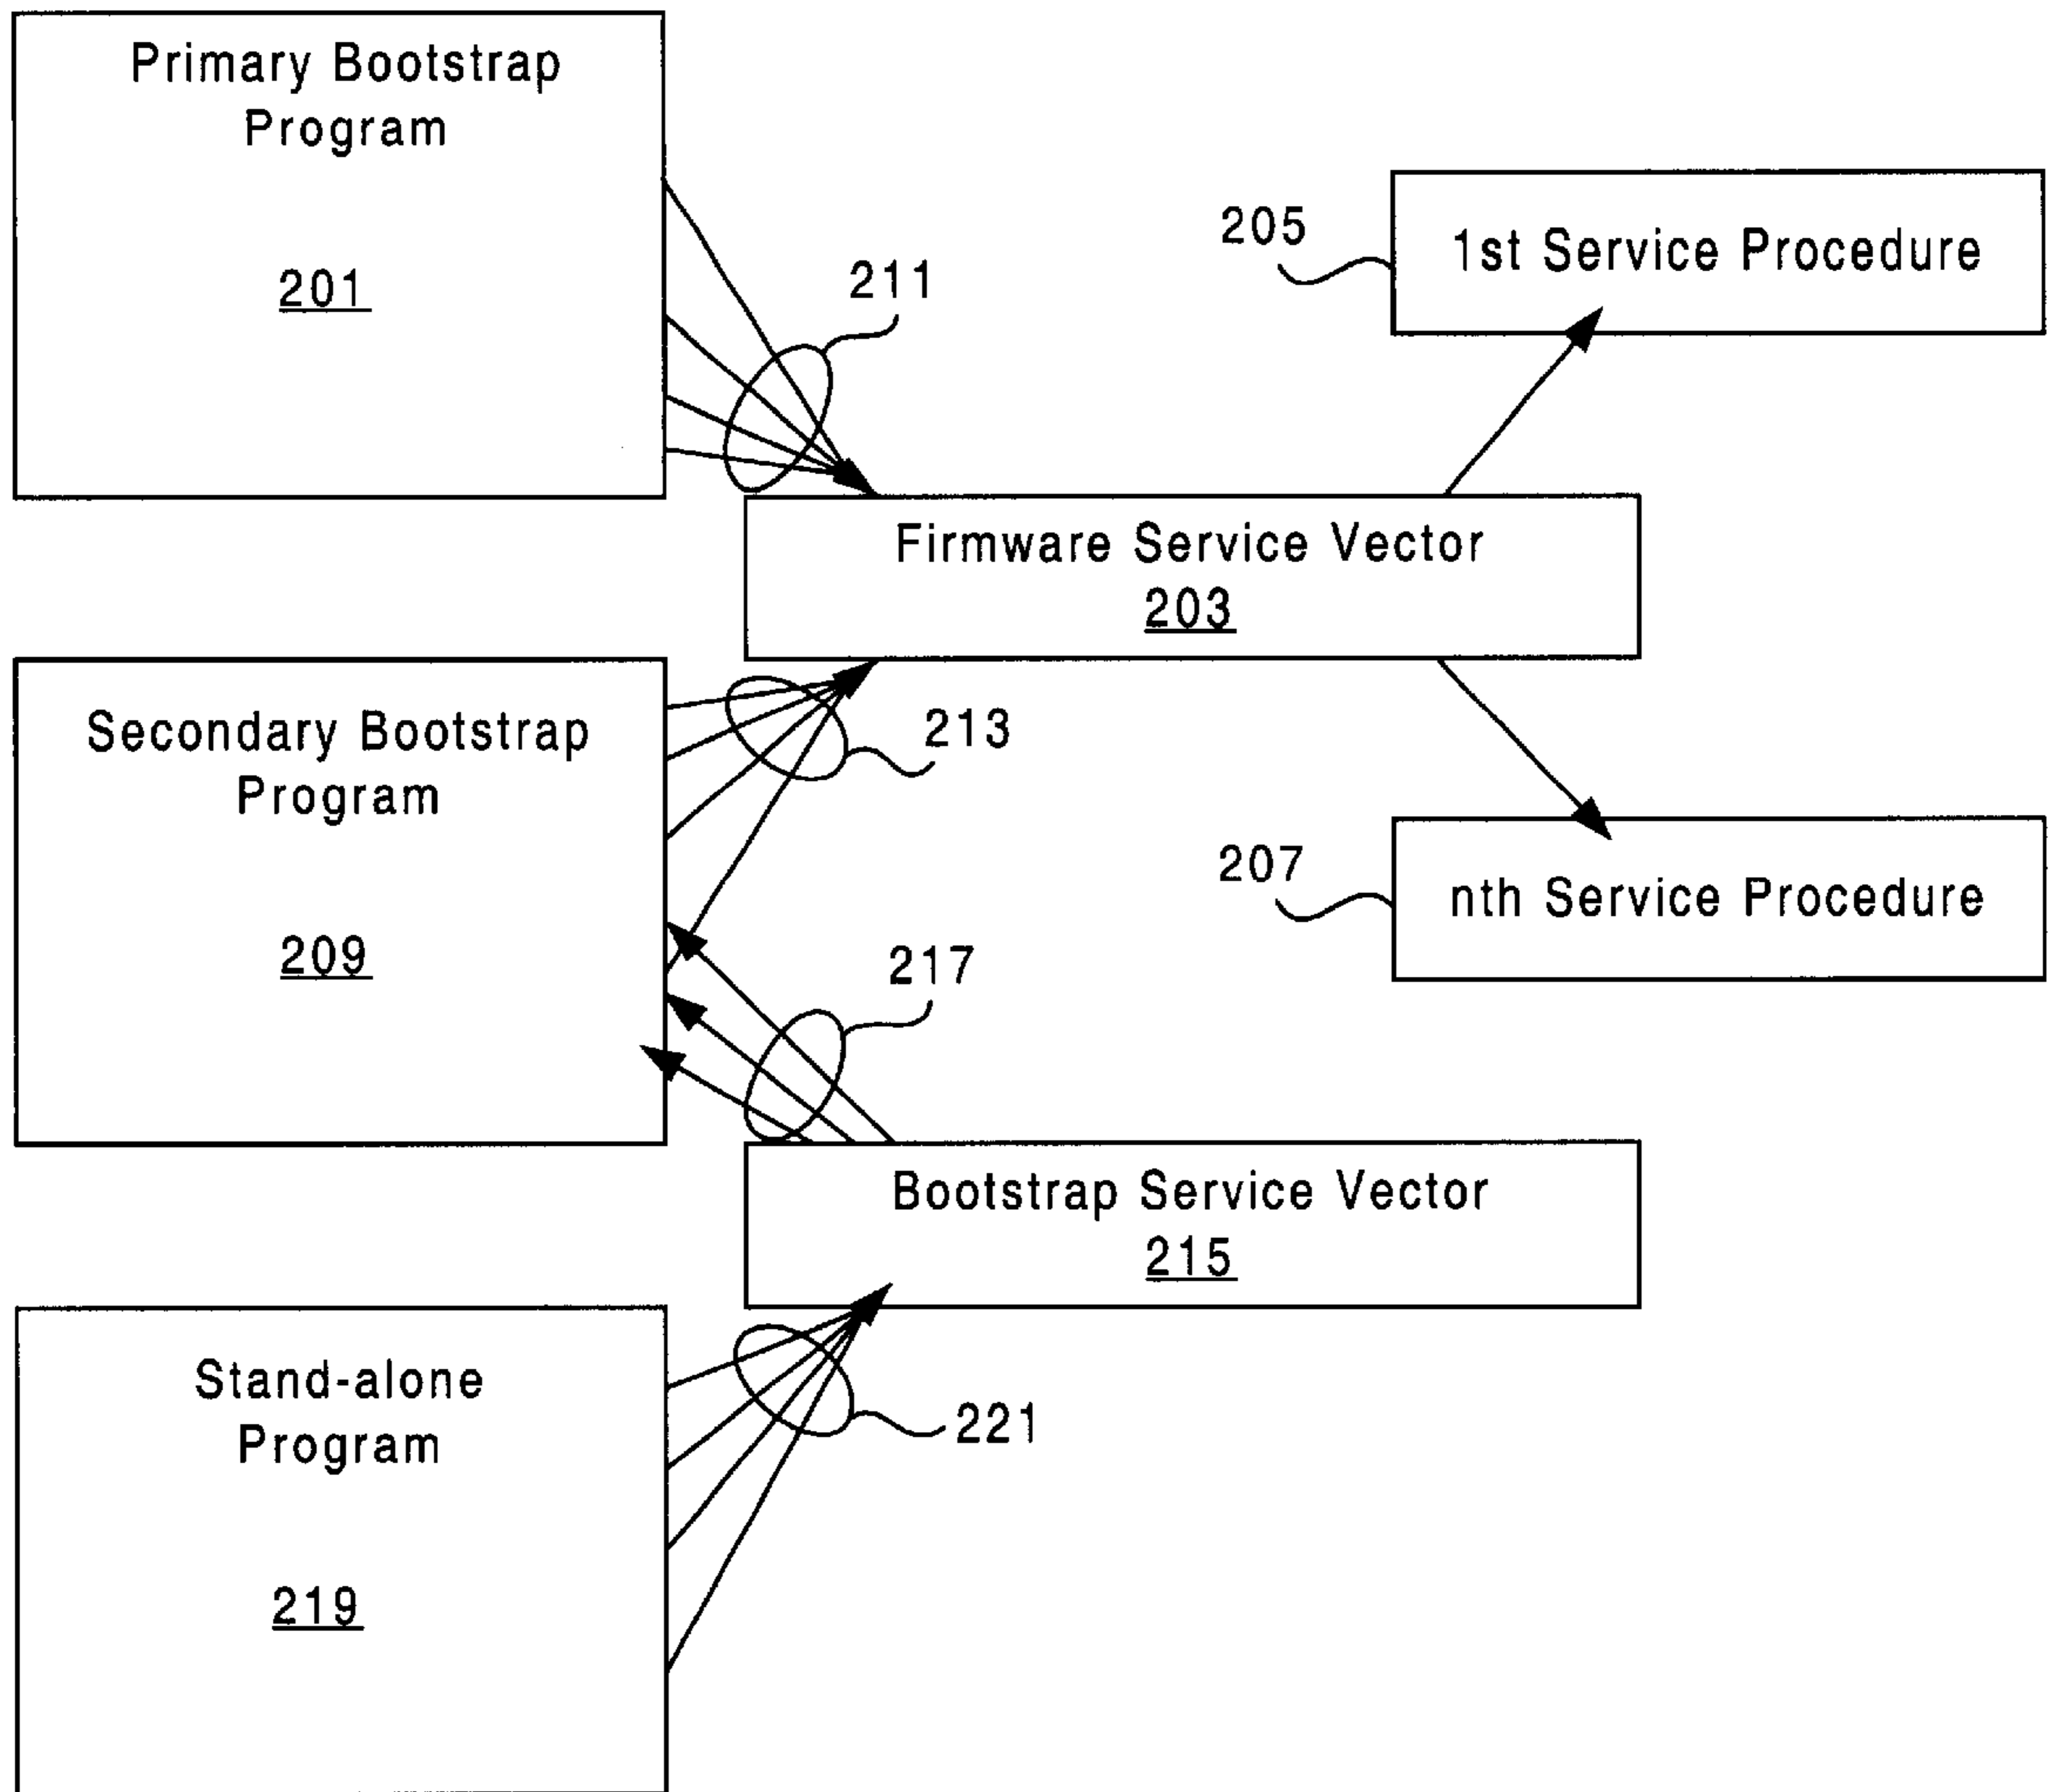 Primary Bootstrap
Program
201
211
205
1st Service Procedure
Firmware Service Vector
203
Secondary Bootstrap
Program
209
213
207
nth Service Procedure
217
Bootstrap Service Vector
215
Stand-alone
Program
219
221